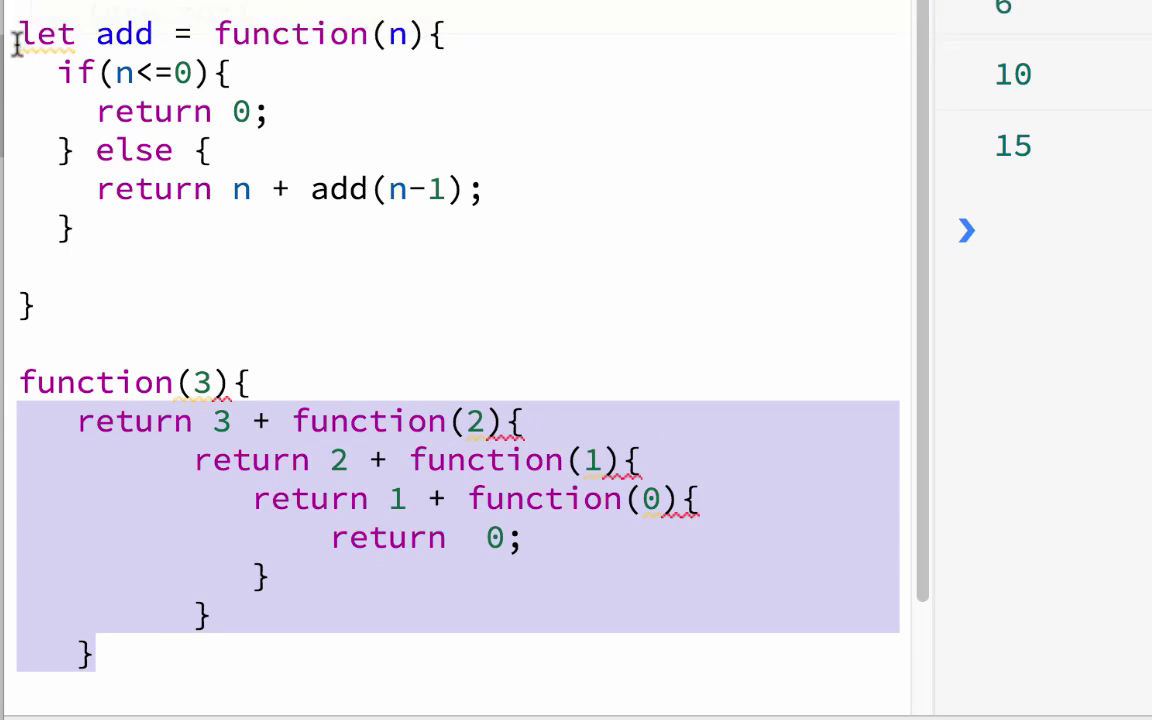 let add = function(n){
  if(n<=0){
    return 0;
  } else {
    return n + add(n-1);
  }
}
function(3){
   return 3 + function(2){
         return 2 + function(1){
            return 1 + function(0){
                return  0;
            }
         }
   }
6
10
15
❯